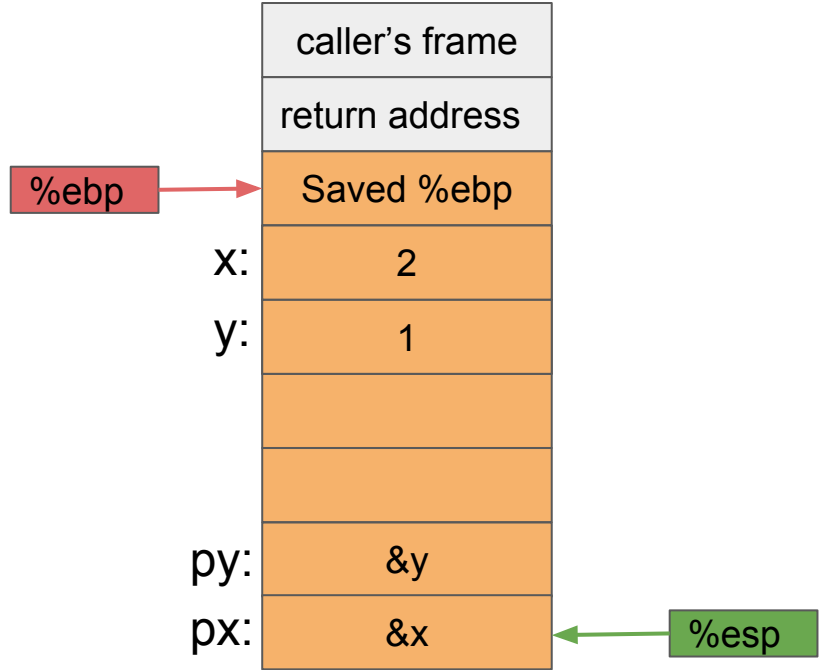 caller's frame
return address
%ebp
Saved %ebp
x:
2
y:
1
py:
&y
px:
&x
%esp